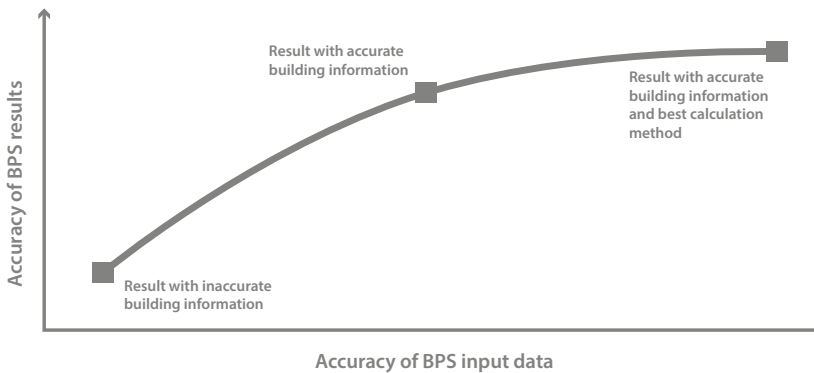 Accuracy of BPS results
Result with accurate
building information
Result with accurate
building information
and best calculation
method
Result with inaccurate
building information
Accuracy of BPS input data